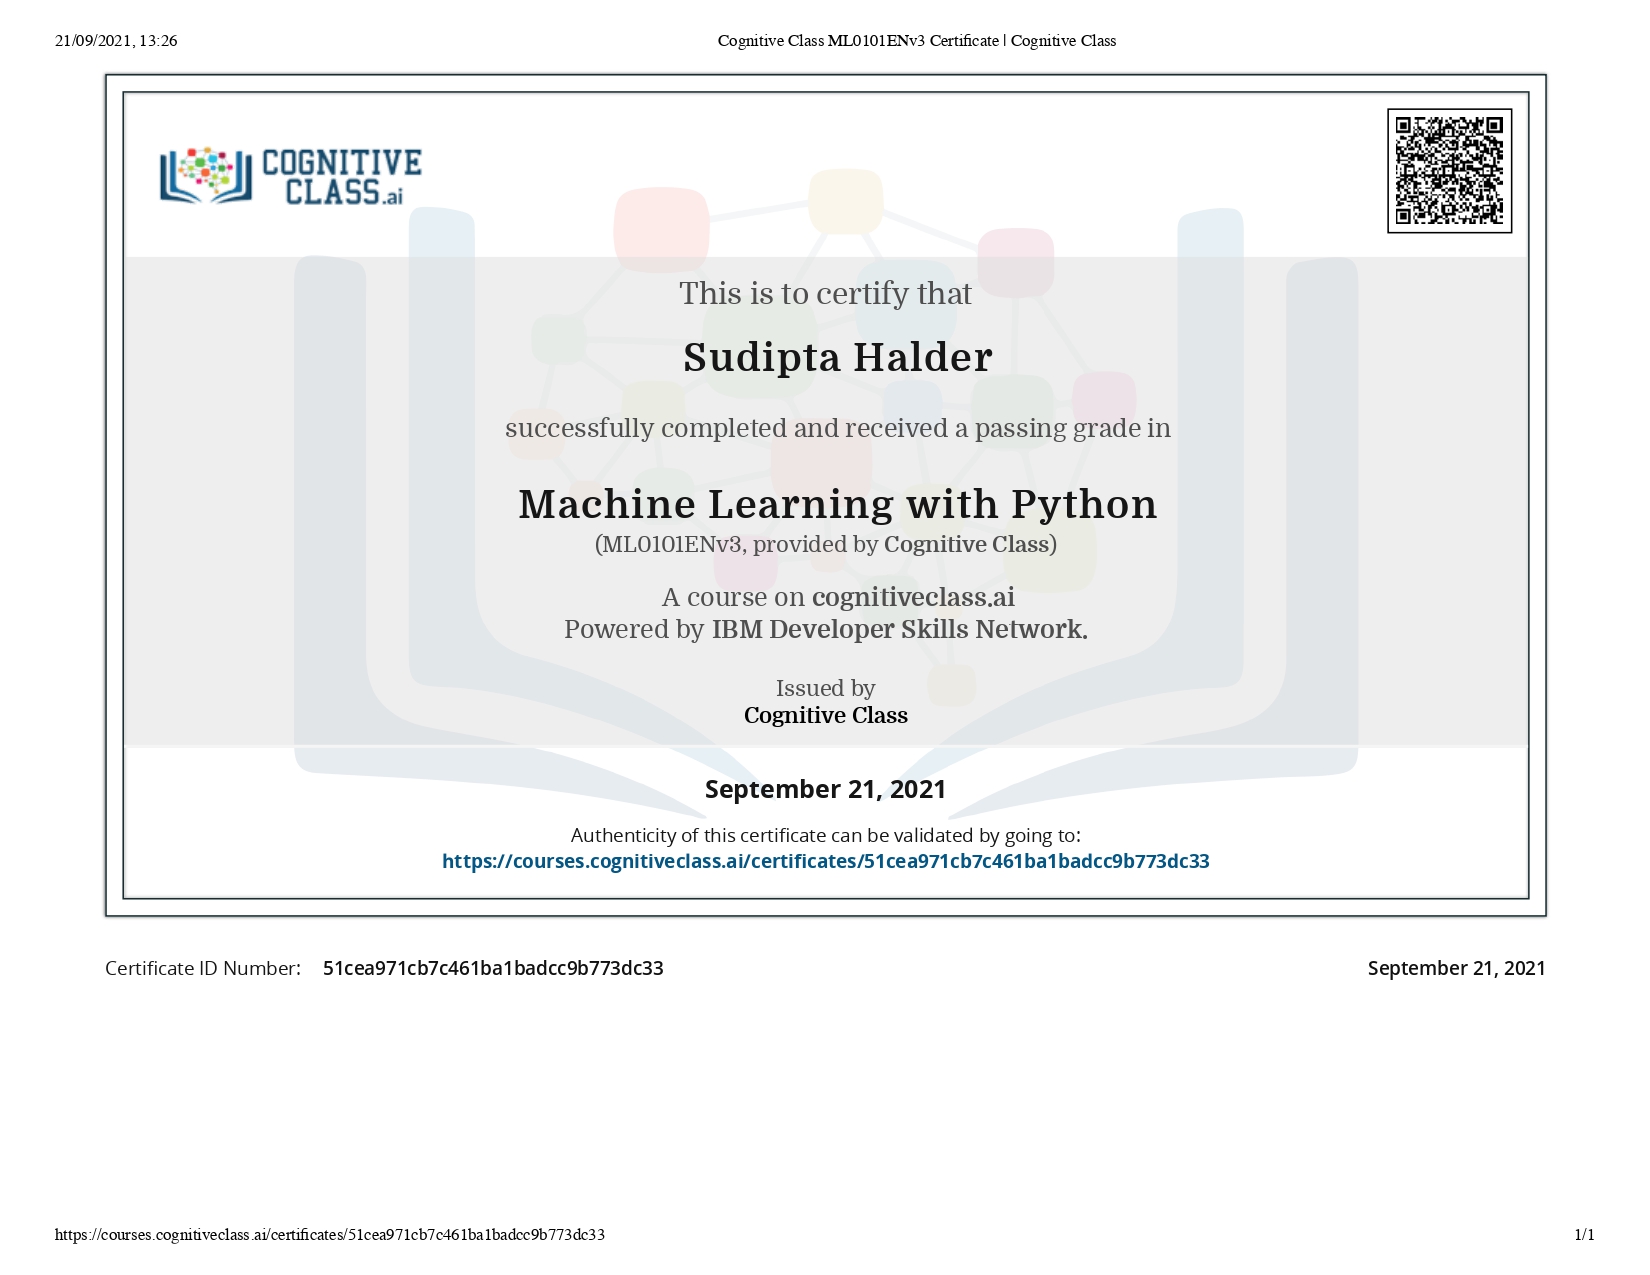 21/09/2021, 13:26
Cognitive Class ML0101ENv3 Certificate | Cognitive Class
COGNITIVE
CLASS.ai
This is to certify that
Sudipta Halder
successfully completed and received a passing grade in
Machine Learning with Python
(ML0101ENv3, provided by Cognitive Class)
A course on cognitiveclass.ai
Powered by IBM Developer Skills Network.
Issued by
Cognitive Class
September 21, 2021
Authenticity of this certificate can be validated by going to:
https://courses.cognitiveclass.ai/certificates/51cea971cb7c461ba1badcc9b773dc33
Certificate ID Number: 51cea971cb7c461ba1badcc9b773dc33
September 21, 2021
https://courses.cognitiveclass.ai/certificates/51cea971cb7c461ba1badcc9b773dc33
1/1